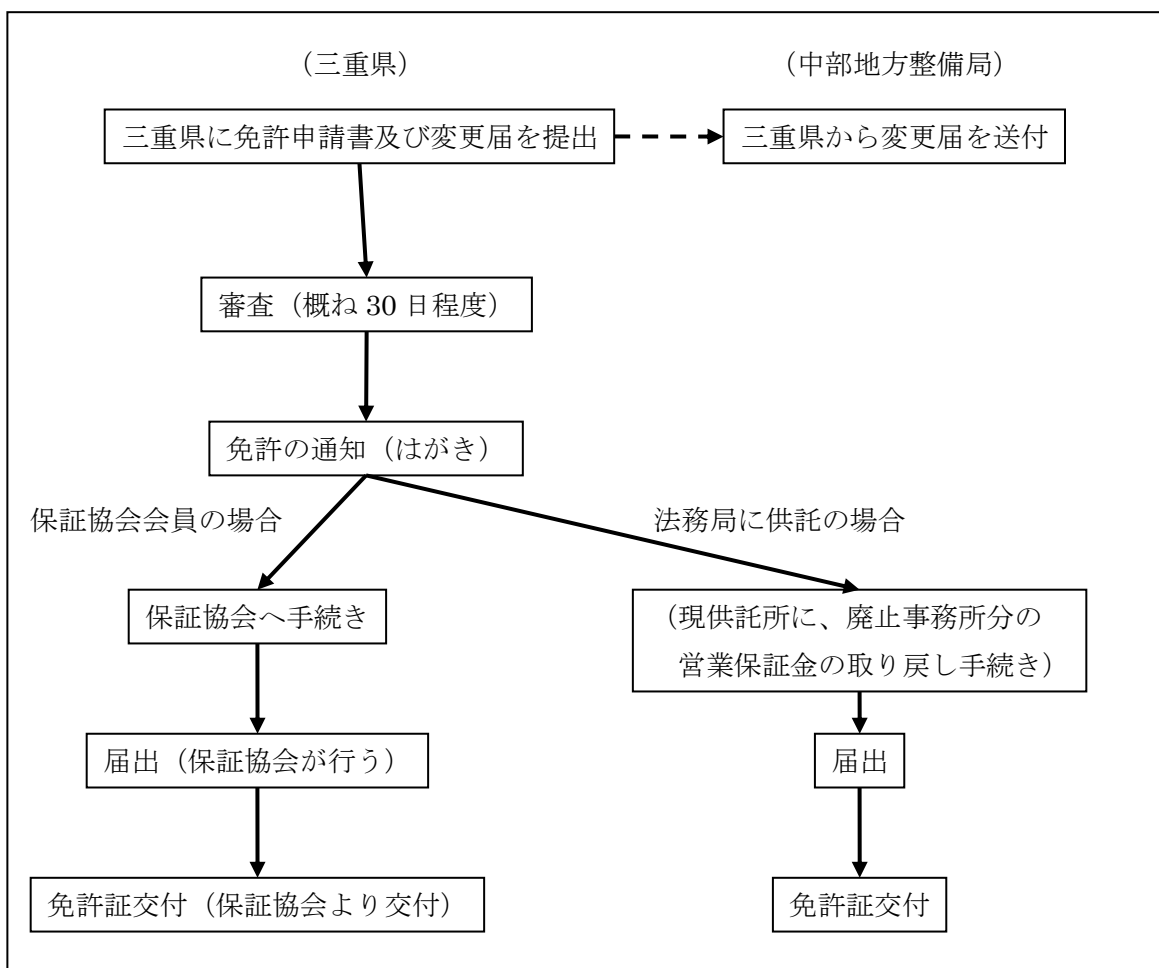 （三重県）
（中部地方整備局）
三重県に免許申請書及び変更届を提出
三重県から変更届を送付
審査（概ね 30 日程度）
免許の通知（はがき）
保証協会会員の場合
法務局に供託の場合
保証協会へ手続き
（現供託所に、廃止事務所分の
営業保証金の取り戻し手続き）
届出（保証協会が行う）
届出
免許証交付（保証協会より交付）
免許証交付